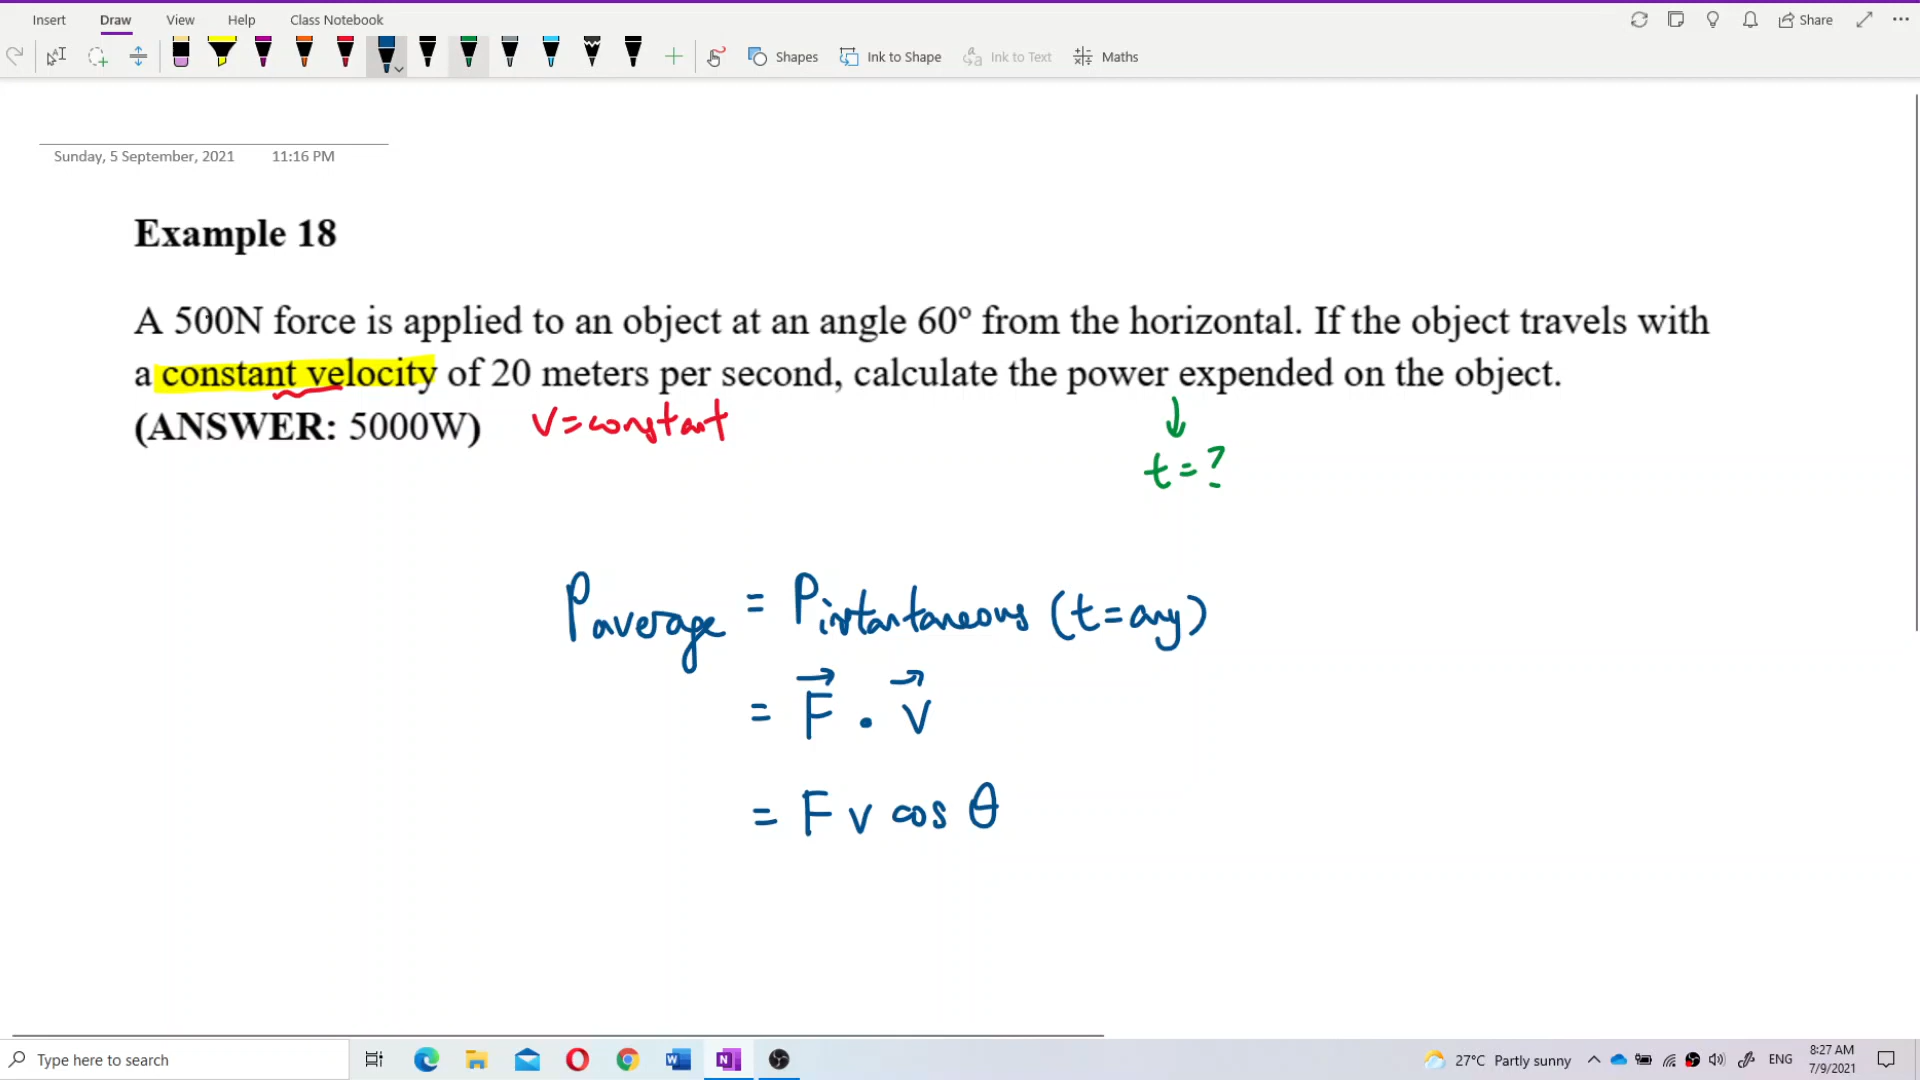 Insert Draw View Help Class Notebook Share
Shapes Ink to Shape Ink to Text Maths
Sunday, 5 September, 2021 11:16 PM
Example 18
A 500N force is applied to an object at an angle 60° from the horizontal. If the object travels with
a constant velocity of 20 meters per second, calculate the power expended on the object.
(ANSWER: 5000W) v = constant
t = ?
P average = P instantaneous (t = any)
= F⃗ · v⃗
= F v cos θ
Type here to search 27°C Partly sunny ENG 8:27 AM
7/9/2021